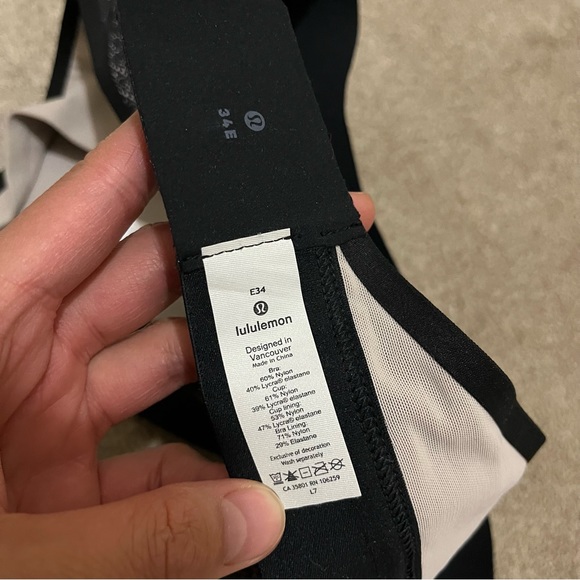 34E
E34
lululemon
Designed in
Vancouver
Made in China
Bra:
60% Nylon
40% Lycra® elastane
Cup:
61% Nylon
39% Lycra® elastane
Cup lining:
53% Nylon
47% Lycra® elastane
Bra Lining:
71% Nylon
29% Elastane
Exclusive of decoration
Wash separately
CA 35801 RN 106259
L7